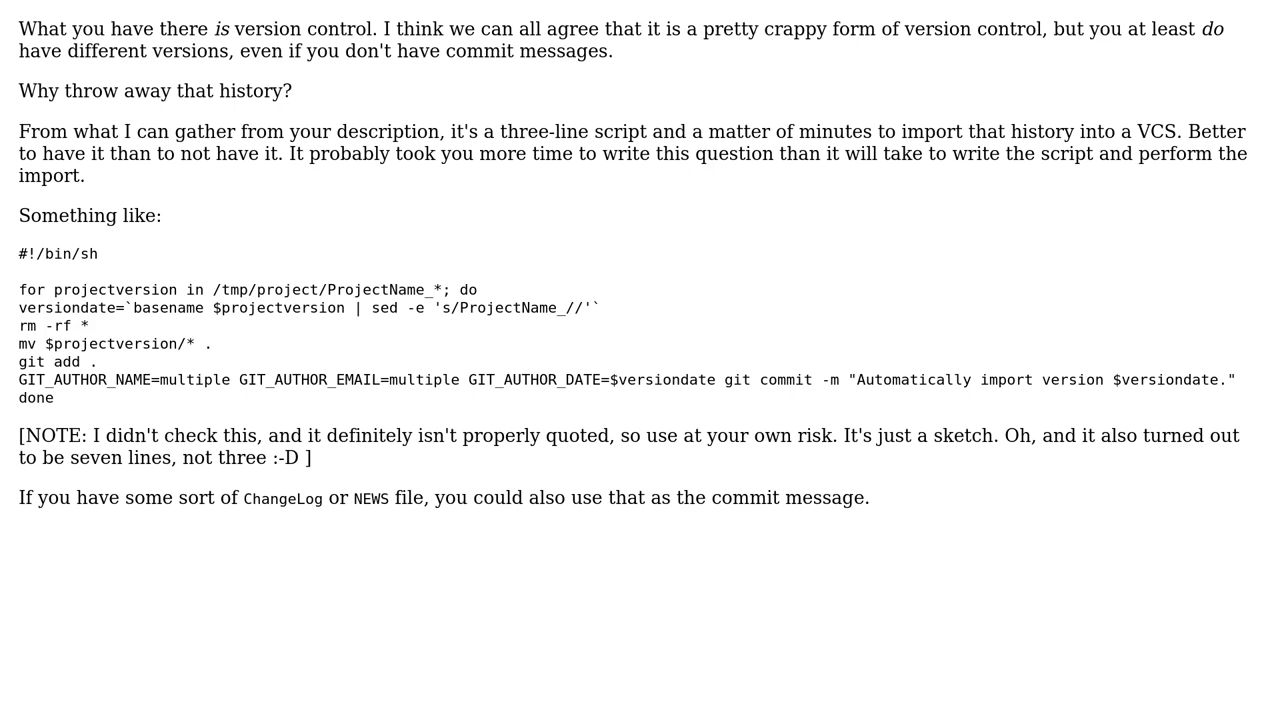 What you have there is version control. I think we can all agree that it is a pretty crappy form of version control, but you at least do
have different versions, even if you don't have commit messages.
Why throw away that history?
From what I can gather from your description, it's a three-line script and a matter of minutes to import that history into a VCS. Better
to have it than to not have it. It probably took you more time to write this question than it will take to write the script and perform the
import.
Something like:
#!/bin/sh
for projectversion in /tmp/project/ProjectName_*; do
versiondate=`basename $projectversion | sed -e 's/ProjectName_//'`
rm -rf *
mv $projectversion/* .
git add .
GIT_AUTHOR_NAME=multiple GIT_AUTHOR_EMAIL=multiple GIT_AUTHOR_DATE=$versiondate git commit -m "Automatically import version $versiondate."
done
[NOTE: I didn't check this, and it definitely isn't properly quoted, so use at your own risk. It's just a sketch. Oh, and it also turned out
to be seven lines, not three :-D ]
If you have some sort of ChangeLog or NEWS file, you could also use that as the commit message.